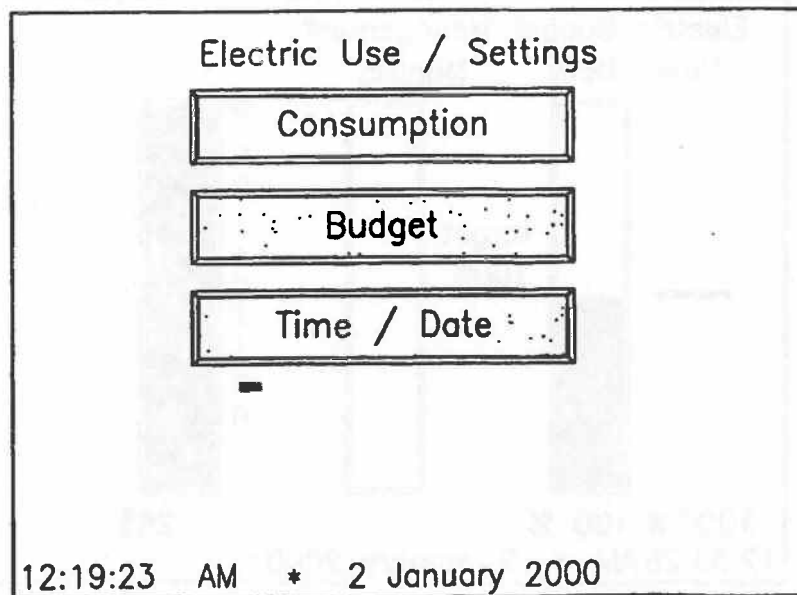 Electric Use / Settings
Consumption
Budget
Time / Date
12:19:23 AM * 2 January 2000